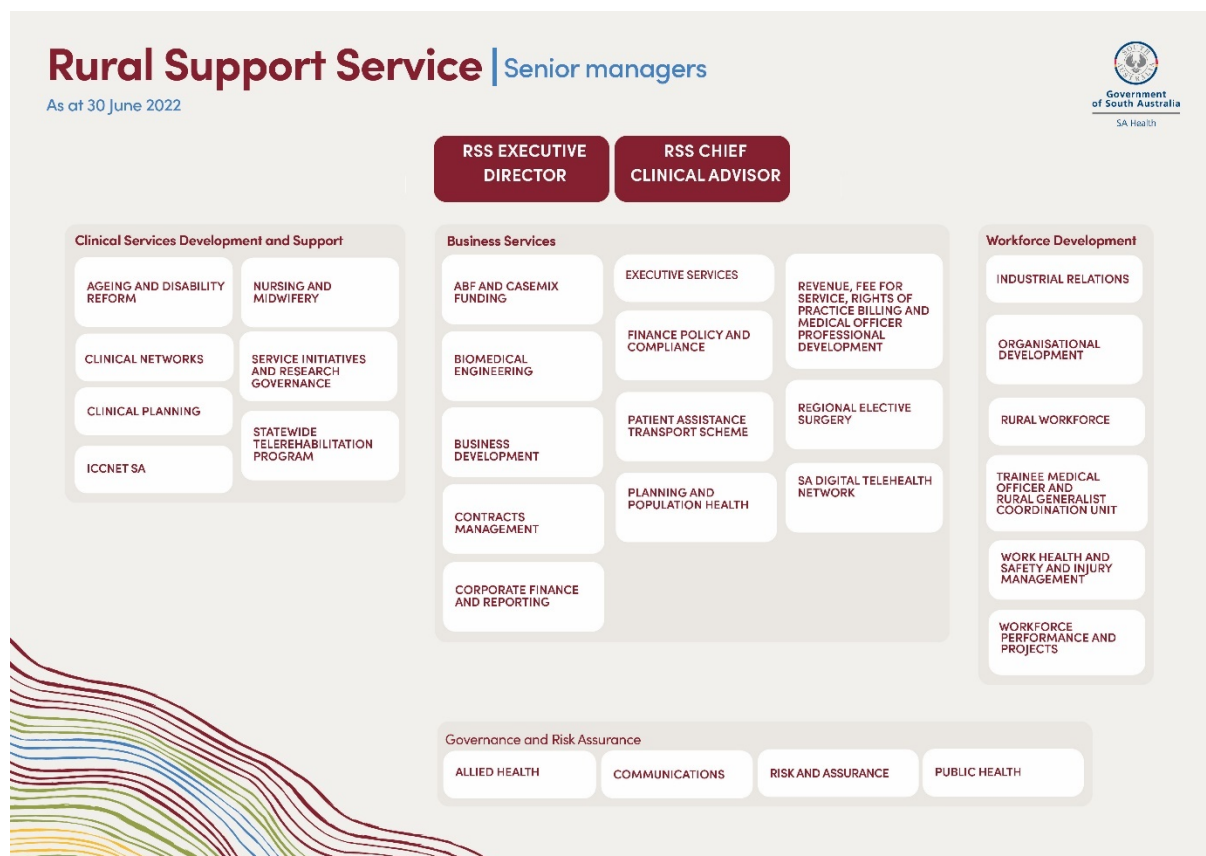 Rural Support Service | Senior managers
As at 30 June 2022
SOUTH
AUSTRALIA
Government
of South Australia
SA Health
RSS EXECUTIVE
DIRECTOR
RSS CHIEF
CLINICAL ADVISOR
Clinical Services Development and Support
AGEING AND DISABILITY
REFORM
CLINICAL NETWORKS
CLINICAL PLANNING
ICCNET SA
NURSING AND
MIDWIFERY
SERVICE INITIATIVES
AND RESEARCH
GOVERNANCE
STATEWIDE
TELEREHABILITATION
PROGRAM
Business Services
ABF AND CASEMIX
FUNDING
BIOMEDICAL
ENGINEERING
BUSINESS
DEVELOPMENT
CONTRACTS
MANAGEMENT
CORPORATE FINANCE
AND REPORTING
EXECUTIVE SERVICES
FINANCE POLICY AND
COMPLIANCE
PATIENT ASSISTANCE
TRANSPORT SCHEME
PLANNING AND
POPULATION HEALTH
REVENUE, FEE FOR
SERVICE, RIGHTS OF
PRACTICE BILLING AND
MEDICAL OFFICER
PROFESSIONAL
DEVELOPMENT
REGIONAL ELECTIVE
SURGERY
SA DIGITAL TELEHEALTH
NETWORK
Workforce Development
INDUSTRIAL RELATIONS
ORGANISATIONAL
DEVELOPMENT
RURAL WORKFORCE
TRAINEE MEDICAL
OFFICER AND
RURAL GENERALIST
COORDINATION UNIT
WORK HEALTH AND
SAFETY AND INJURY
MANAGEMENT
WORKFORCE
PERFORMANCE AND
PROJECTS
Governance and Risk Assurance
ALLIED HEALTH
COMMUNICATIONS
RISK AND ASSURANCE
PUBLIC HEALTH